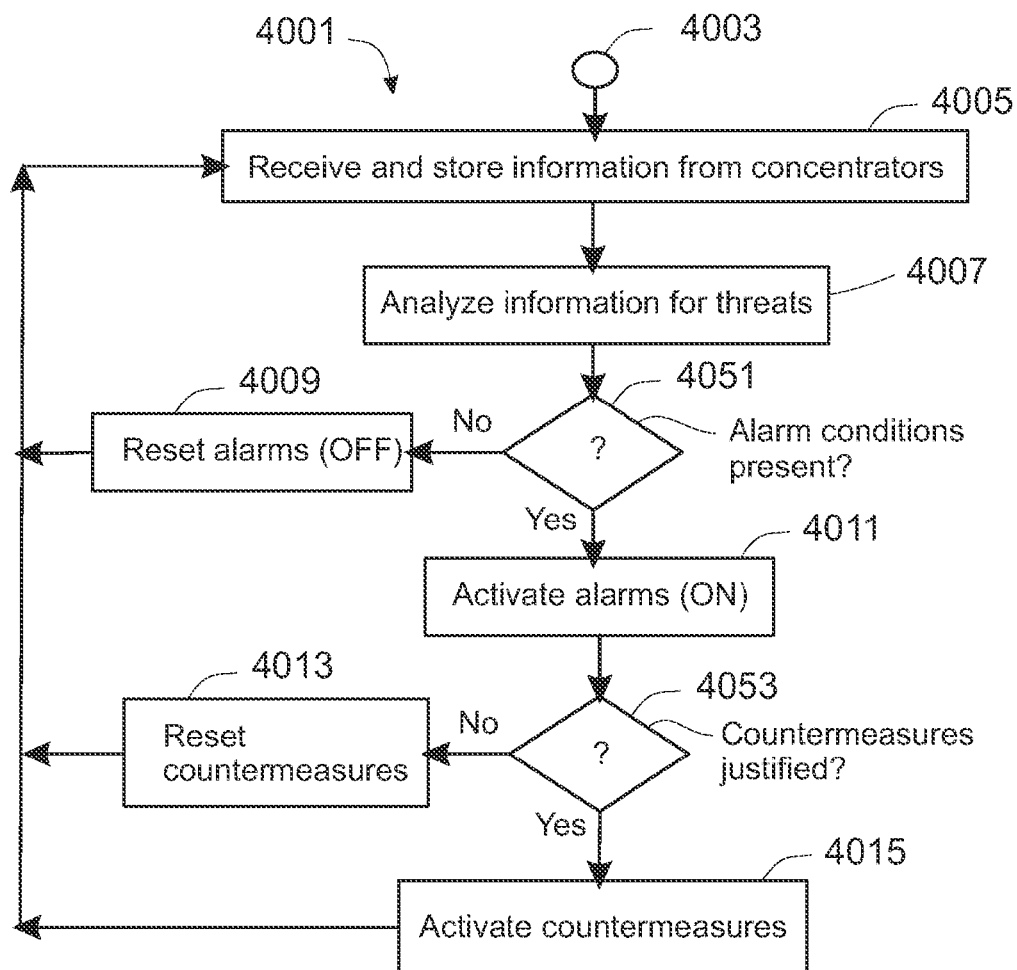 4001
4003
4005
Receive and store information from concentrators
4007
Analyze information for threats
4051
4009
No
?
Alarm conditions
present?
Reset alarms (OFF)
Yes
4011
Activate alarms (ON)
4013
4053
No
?
Countermeasures
justified?
Reset
countermeasures
Yes
4015
Activate countermeasures